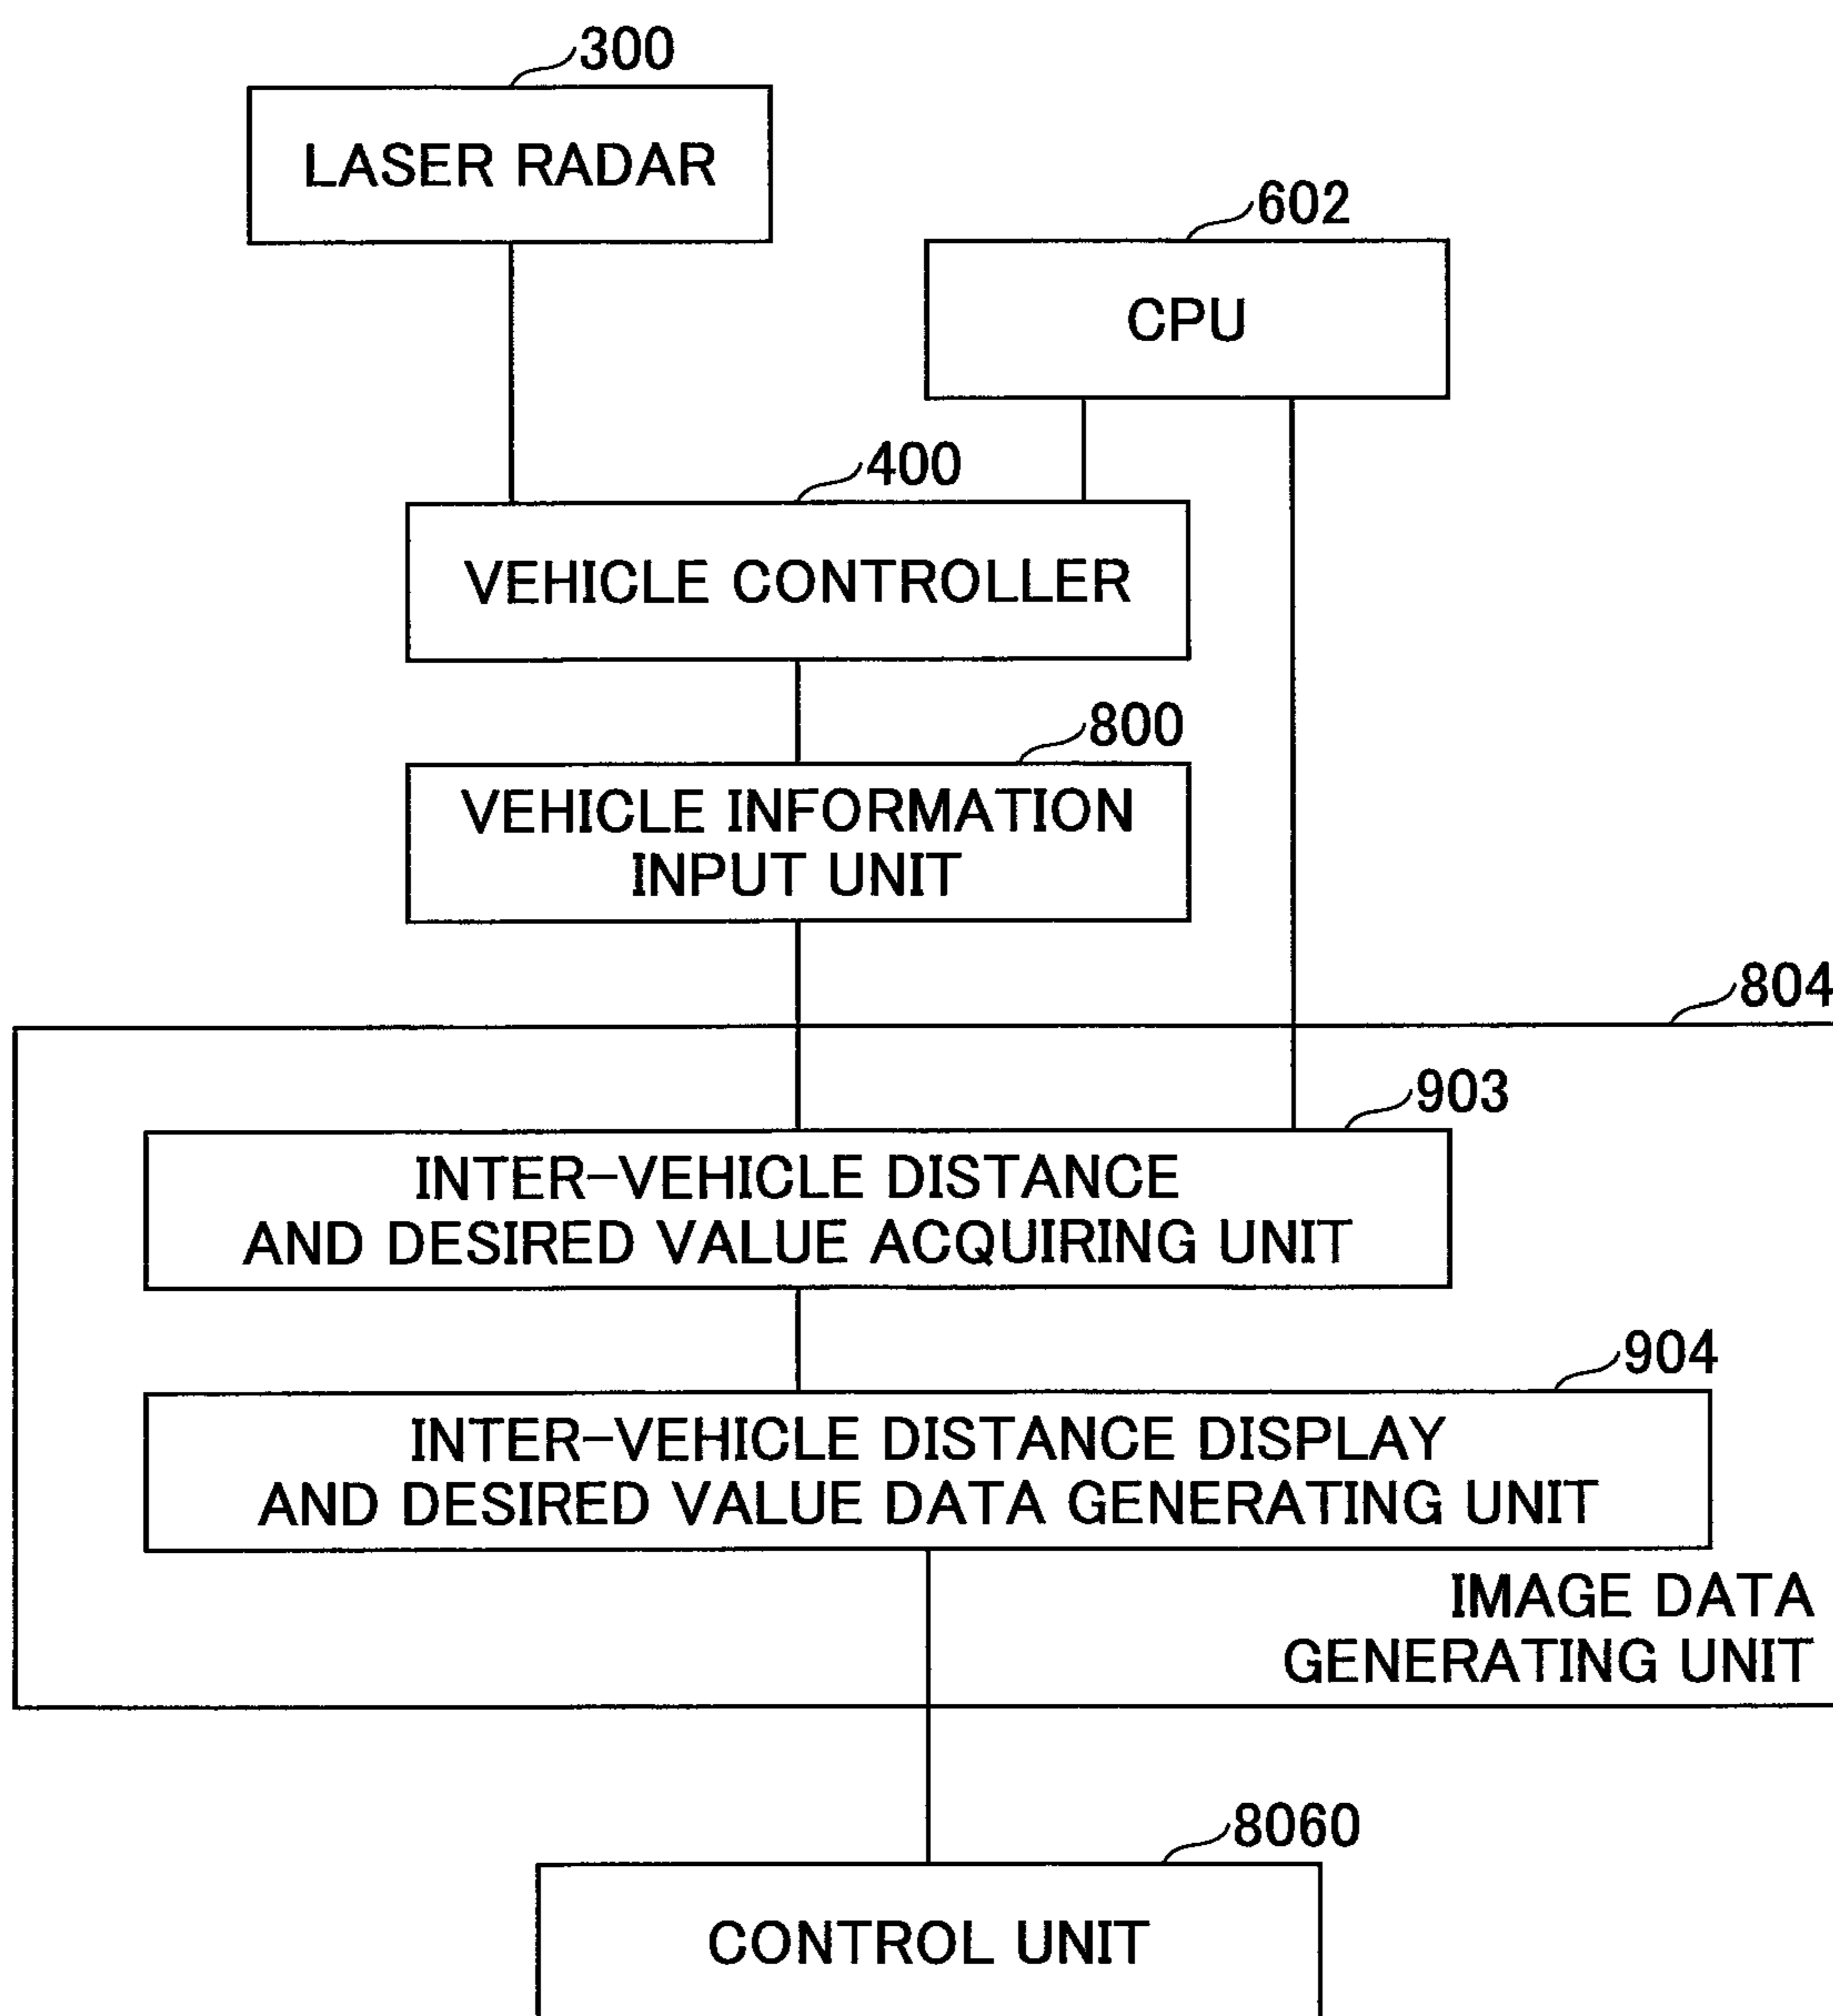 300
LASER RADAR
602
CPU
400
VEHICLE CONTROLLER
800
VEHICLE INFORMATION
INPUT UNIT
804
903
INTER-VEHICLE DISTANCE
AND DESIRED VALUE ACQUIRING UNIT
904
INTER-VEHICLE DISTANCE DISPLAY
AND DESIRED VALUE DATA GENERATING UNIT
IMAGE DATA
GENERATING UNIT
8060
CONTROL UNIT